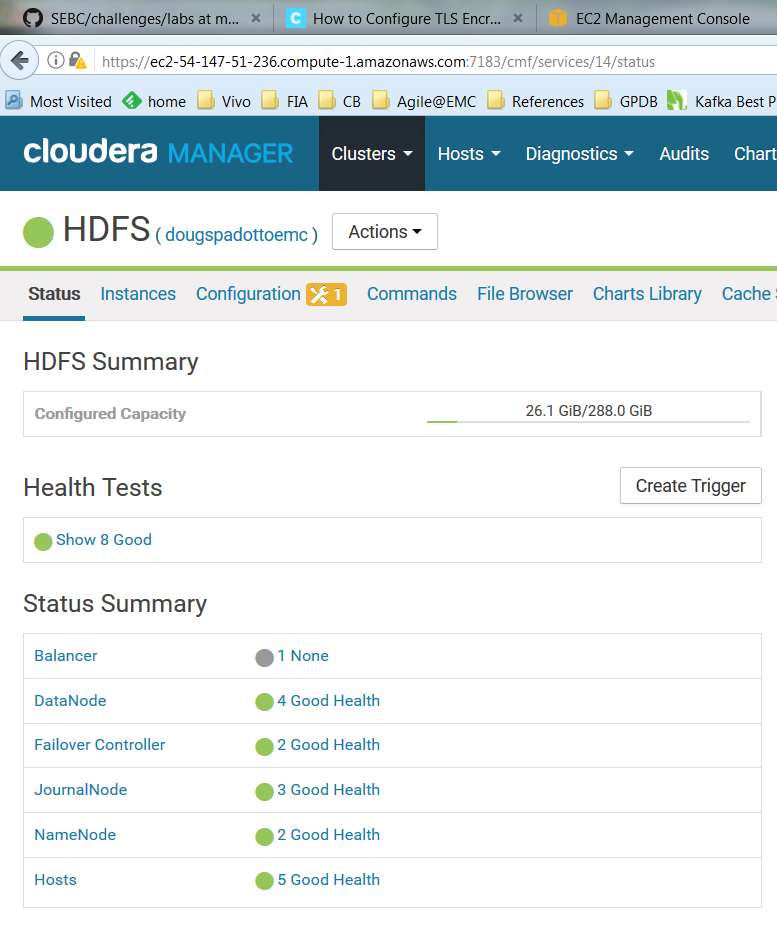 SEBC/challenges/labs at m... × How to Configure TLS Encr... × EC2 Management Console
https://ec2-54-147-51-236.compute-1.amazonaws.com:7183/cmf/services/14/status
Most Visited home Vivo FIA CB Agile@EMC References GPDB Kafka Best P
cloudera MANAGER Clusters Hosts Diagnostics Audits Chart
HDFS ( dougspadottoemc ) Actions
Status Instances Configuration 1 Commands File Browser Charts Library Cache S
HDFS Summary
Configured Capacity 26.1 GiB/288.0 GiB
Health Tests Create Trigger
Show 8 Good
Status Summary
Balancer 1 None
DataNode 4 Good Health
Failover Controller 2 Good Health
JournalNode 3 Good Health
NameNode 2 Good Health
Hosts 5 Good Health